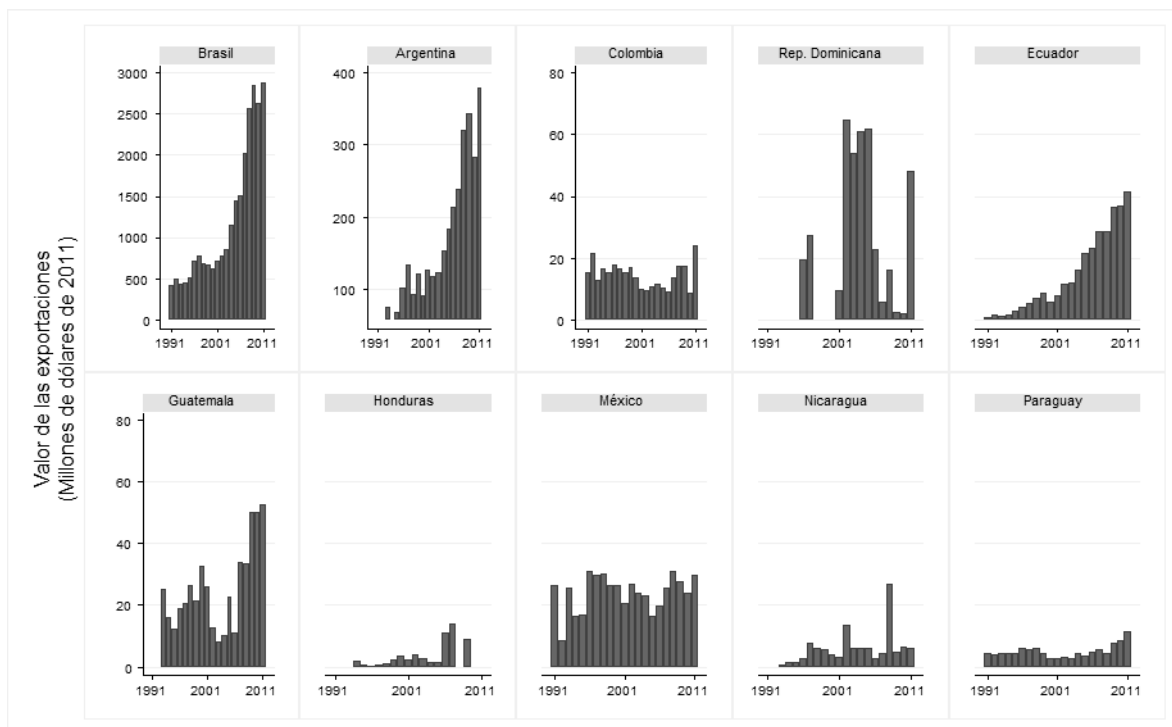 Valor de las exportaciones
(Millones de dólares de 2011)
Brasil
3000
2500
2000
1500
1000
500
0
1991 2001 2011
Argentina
400
300
200
100
1991 2001 2011
Colombia
80
60
40
20
0
1991 2001 2011
Rep. Dominicana
1991 2001 2011
Ecuador
1991 2001 2011
Guatemala
80
60
40
20
0
1991 2001 2011
Honduras
1991 2001 2011
México
1991 2001 2011
Nicaragua
1991 2001 2011
Paraguay
1991 2001 2011